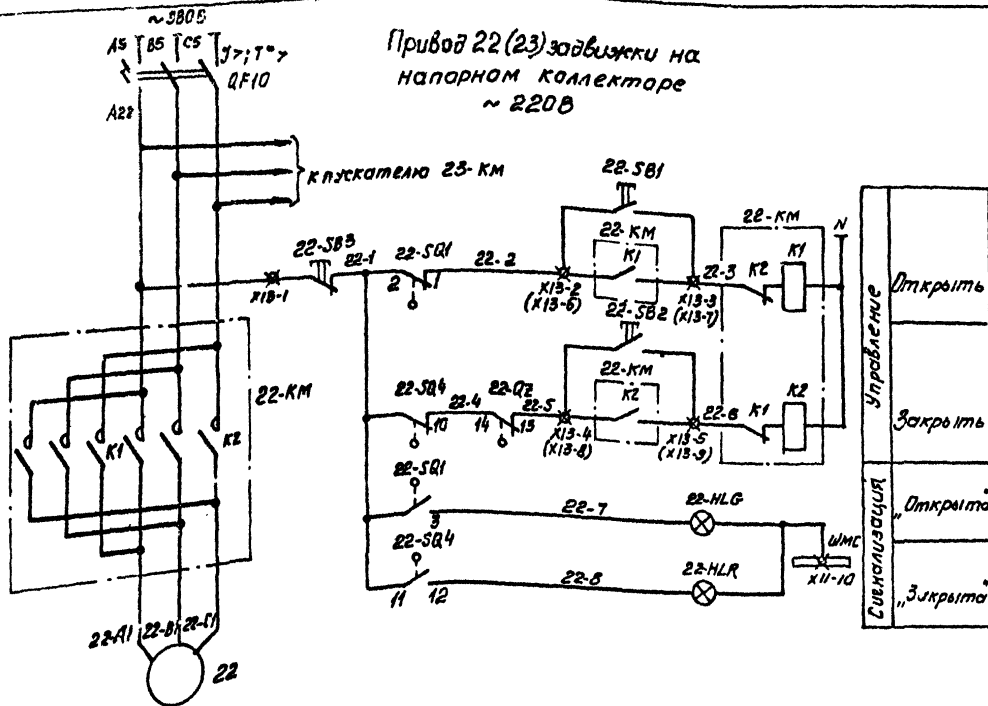 ~380В
A5 B5 C5 У>; T°>
QF10
A22
Привод 22(23) задвижки на
напорном коллекторе
~ 220В
к пускателю 23-КМ
22-SB1
22-КМ
K1
22-SB3
22-1
22-SQ1
2 1
22-2
X13-1
X13-2
(X13-6)
X13-3
(X13-7)
22-3
22-КМ
K2
K1
N
Открыть
22-SB2
22-КМ
K2
22-SQ4
10
22-4
22-QZ
14 13
22-5
X13-4
(X13-8)
X13-5
(X13-9)
22-6
K1
K2
Закрыть
Управление
22-КМ
K1
K2
22-SQ1
3
22-7
22-HLG
„Открыта"
22-SQ4
11 12
22-8
22-HLR
ШМС
X11-10
„Закрыта"
Сигнализация
22-A1 22-B1 22-C1
22